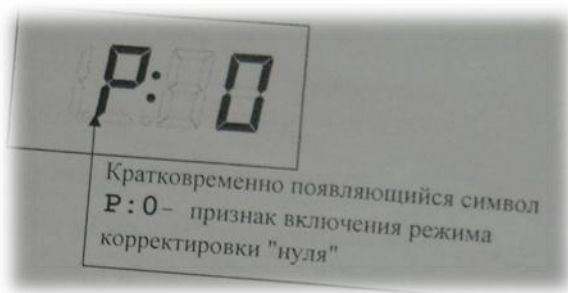 P: 0
Кратковременно появляющийся символ
P:0- признак включения режима
корректировки "нуля"